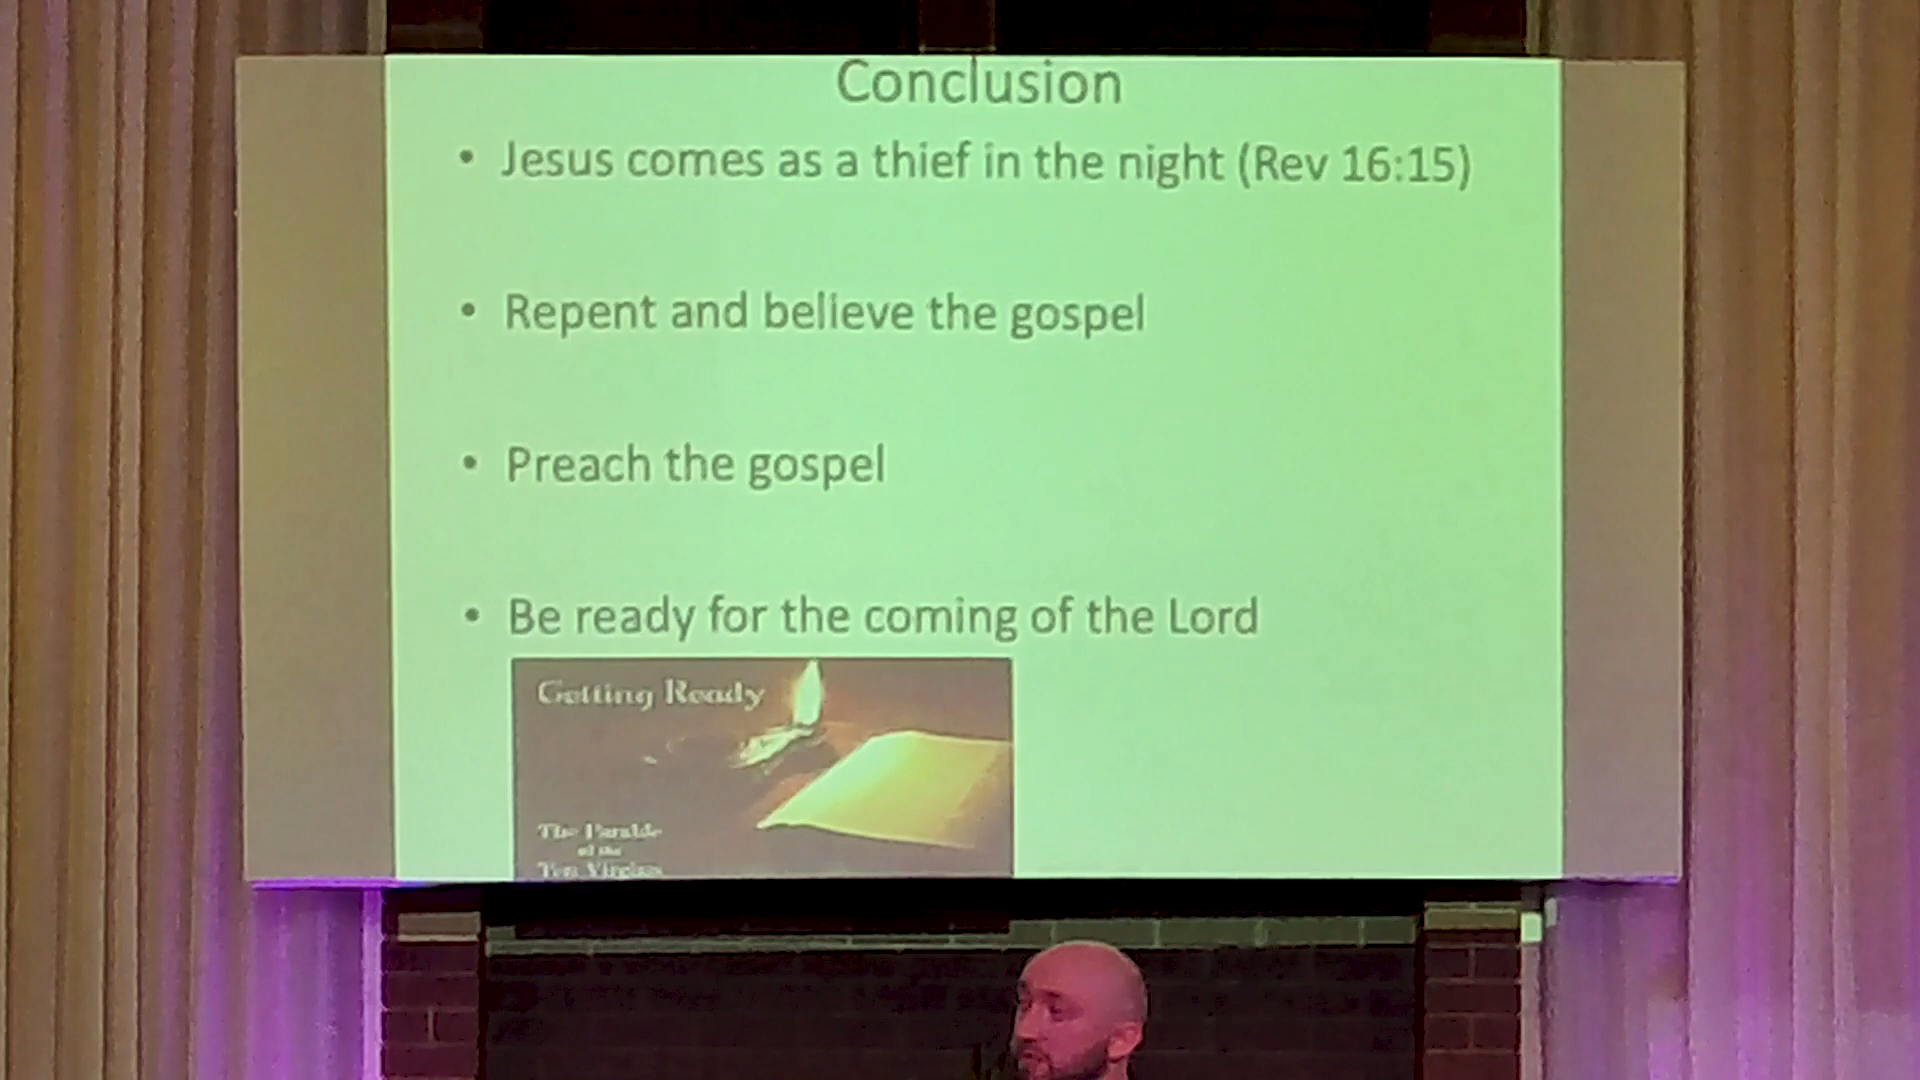 Conclusion
• Jesus comes as a thief in the night (Rev 16:15)
• Repent and believe the gospel
• Preach the gospel
• Be ready for the coming of the Lord
Getting Ready
The Parable
of the
Ten Virgins